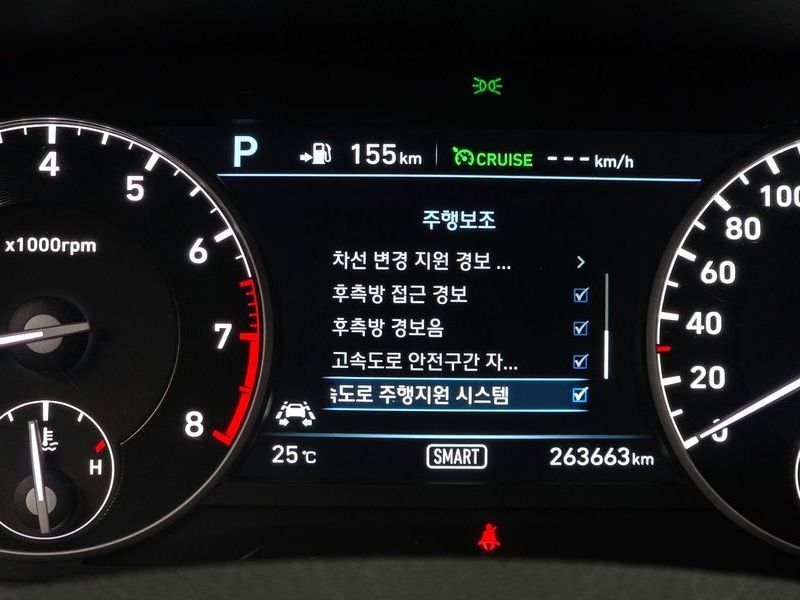 P 155km CRUISE ---km/h
주행보조
차선 변경 지원 경보 ...
후측방 접근 경보
후측방 경보음
고속도로 안전구간 자...
속도로 주행지원 시스템
25℃ SMART 263663km
4
5
6
7
8
x1000rpm
H
100
80
60
40
20
0